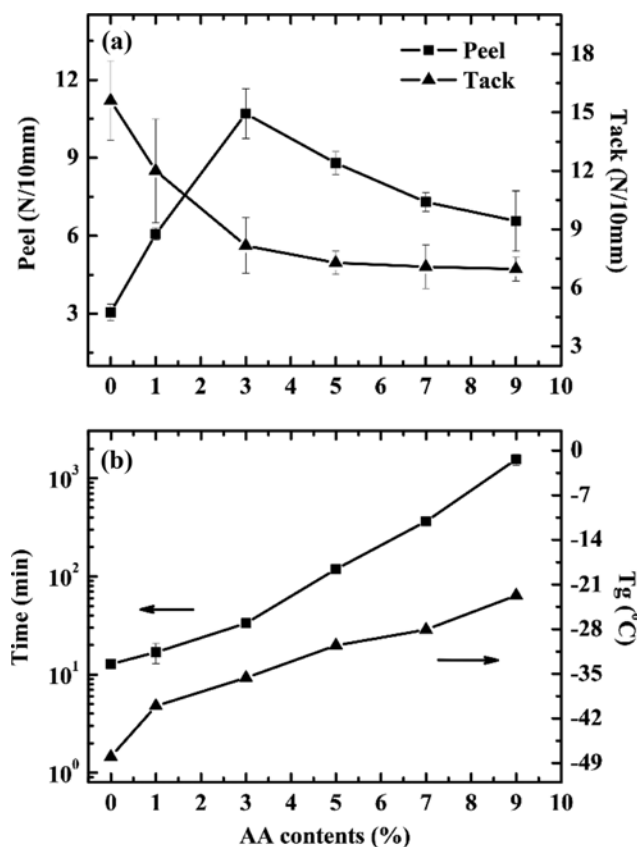 (a)
Peel
Tack
12
9
6
3
Peel (N/10mm)
18
15
12
9
6
3
Tack (N/10mm)
0 1 2 3 4 5 6 7 8 9 10
(b)
10³
10²
10¹
10⁰
Time (min)
0
-7
-14
-21
-28
-35
-42
-49
Tg (°C)
0 1 2 3 4 5 6 7 8 9 10
AA contents (%)